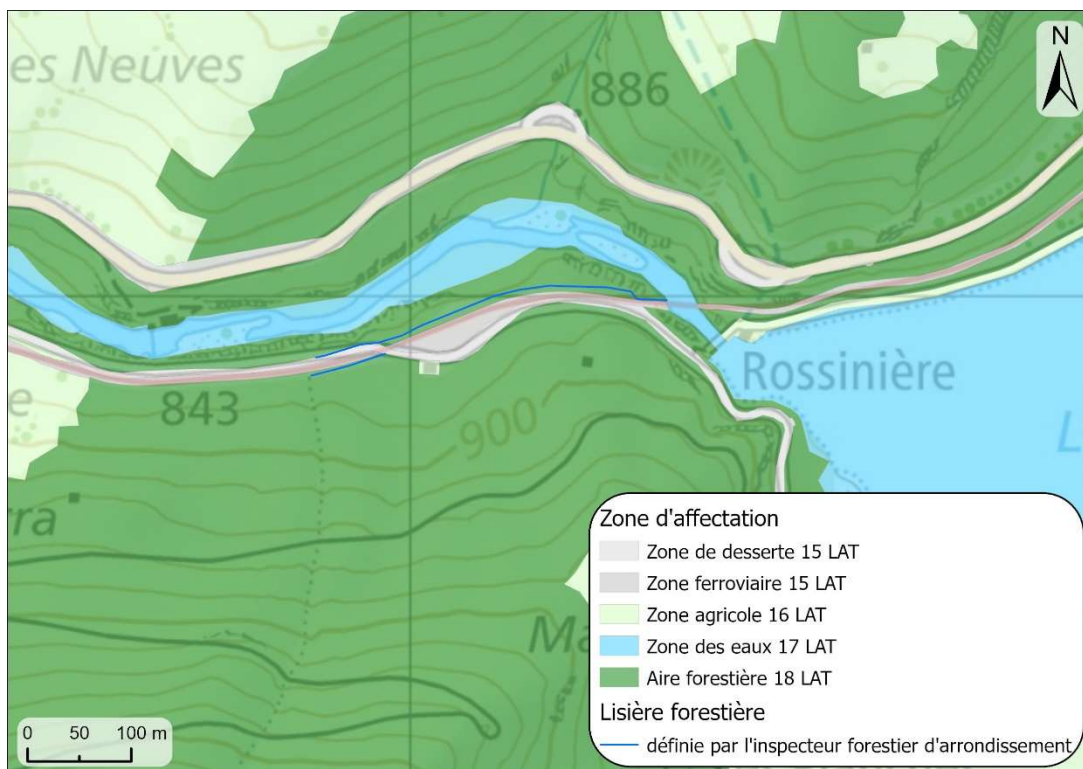 es Neuves
886
N
Rossinière
843
900
L
e
rra
Ma
Zone d'affectation
Zone de desserte 15 LAT
Zone ferroviaire 15 LAT
Zone agricole 16 LAT
Zone des eaux 17 LAT
Aire forestière 18 LAT
Lisière forestière
définie par l'inspecteur forestier d'arrondissement
0 50 100 m